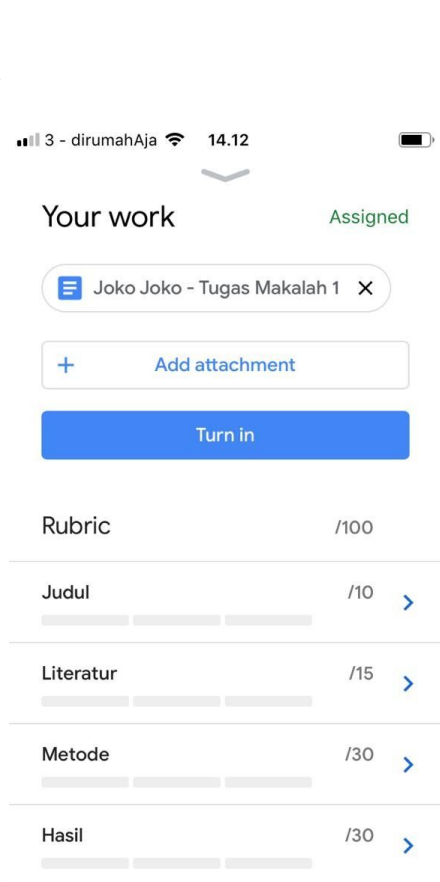 3 - dirumahAja 14.12
Your work Assigned
Joko Joko - Tugas Makalah 1
+ Add attachment
Turn in
Rubric /100
Judul /10
Literatur /15
Metode /30
Hasil /30